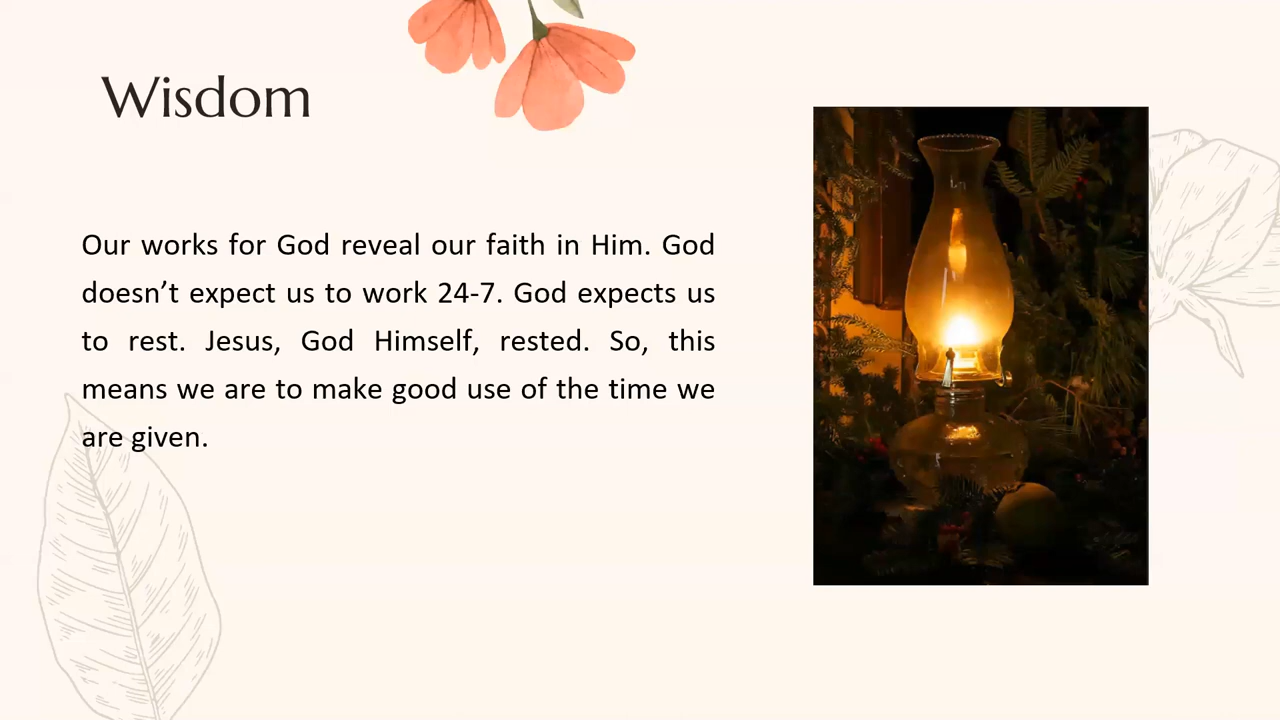 Wisdom
Our works for God reveal our faith in Him. God
doesn’t expect us to work 24-7. God expects us
to rest. Jesus, God Himself, rested. So, this
means we are to make good use of the time we
are given.